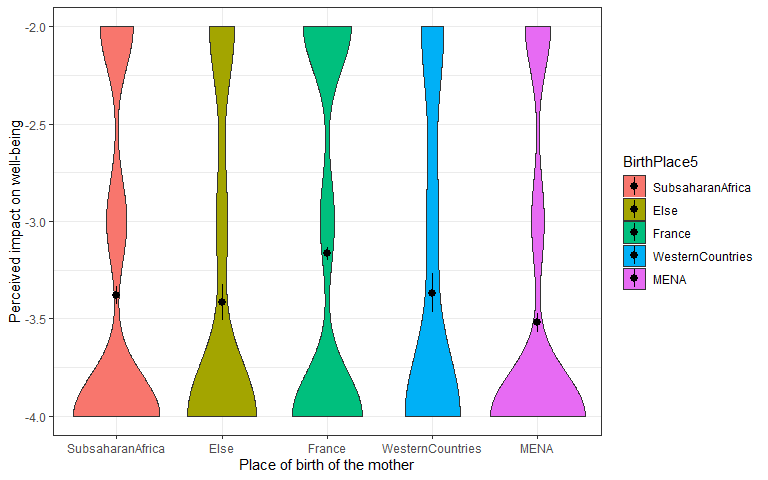 Perceived impact on well-being
-2.0
-2.5
-3.0
-3.5
-4.0
SubsaharanAfrica
Else
France
WesternCountries
MENA
Place of birth of the mother
BirthPlace5
SubsaharanAfrica
Else
France
WesternCountries
MENA